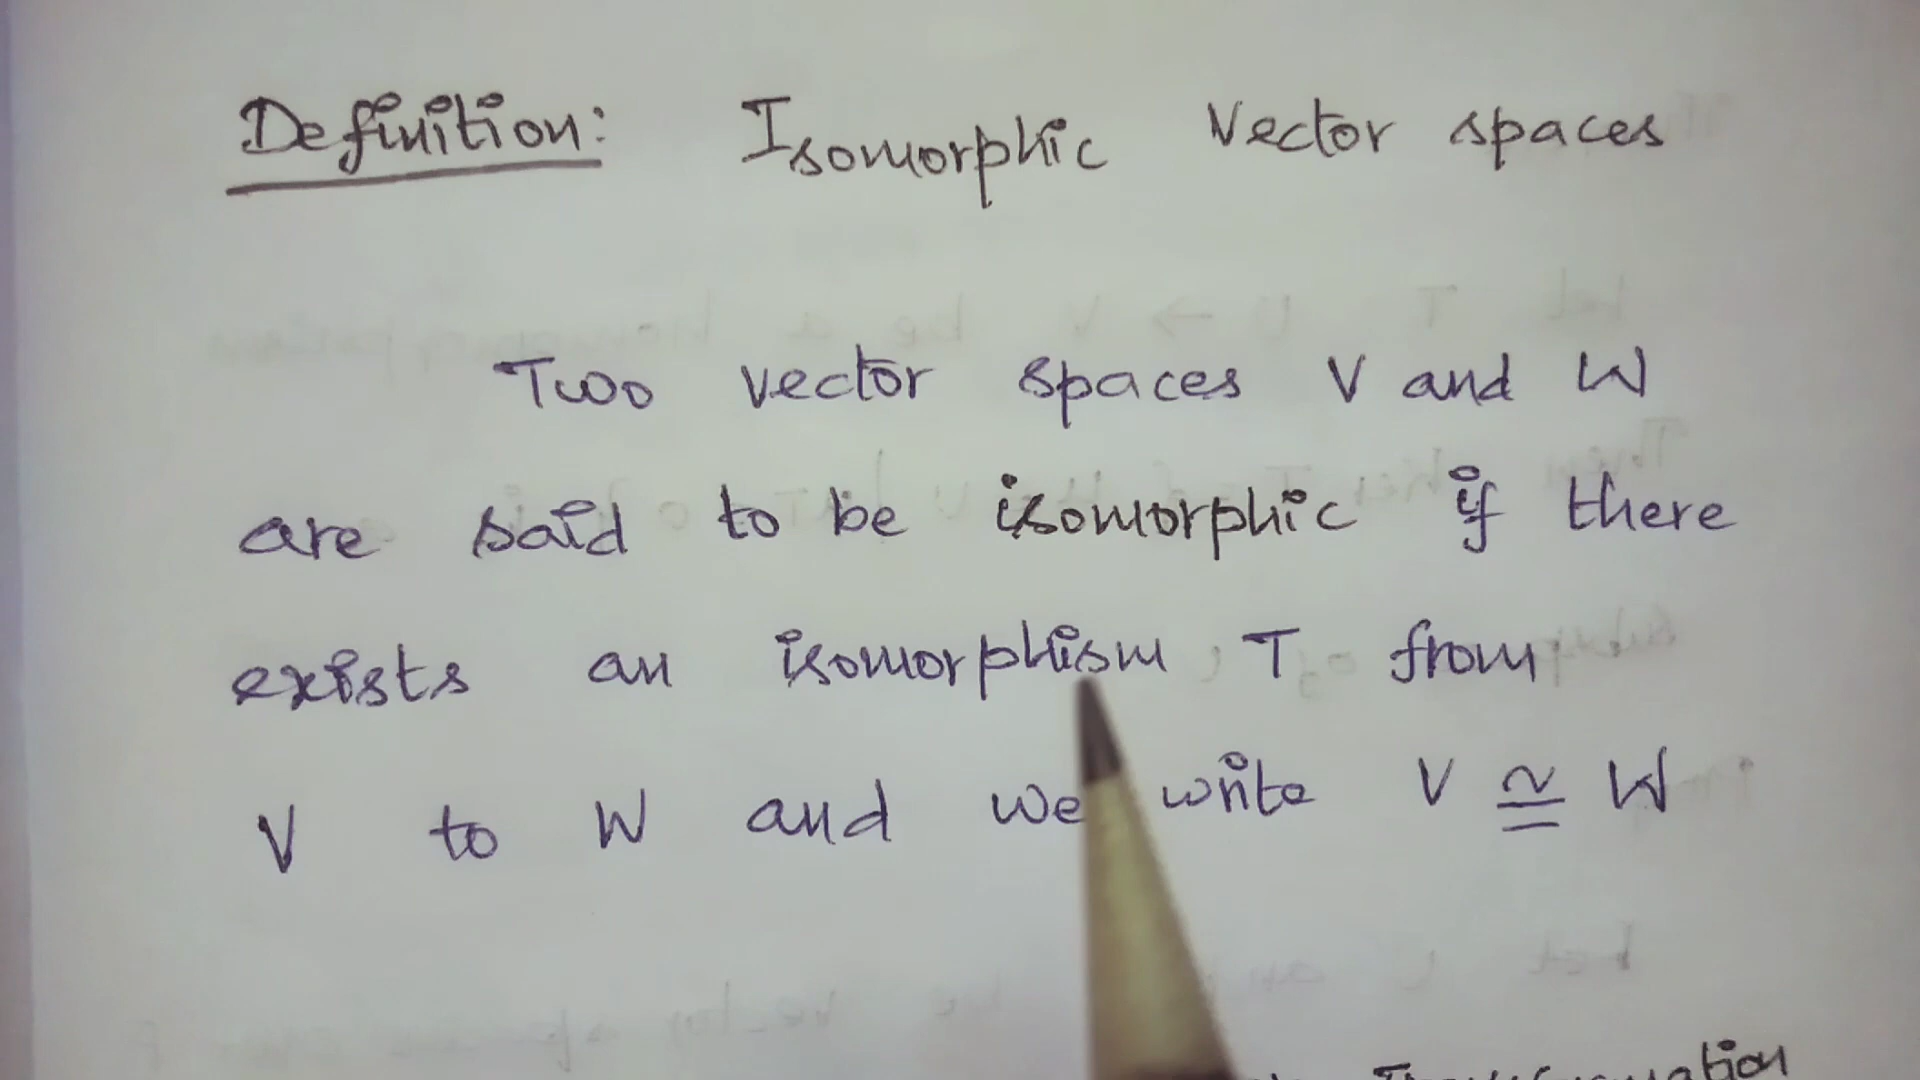 Definition: Isomorphic Vector spaces
Two vector spaces V and W
are said to be isomorphic if there
exists an isomorphism T from
V to W and we write V ≅ W